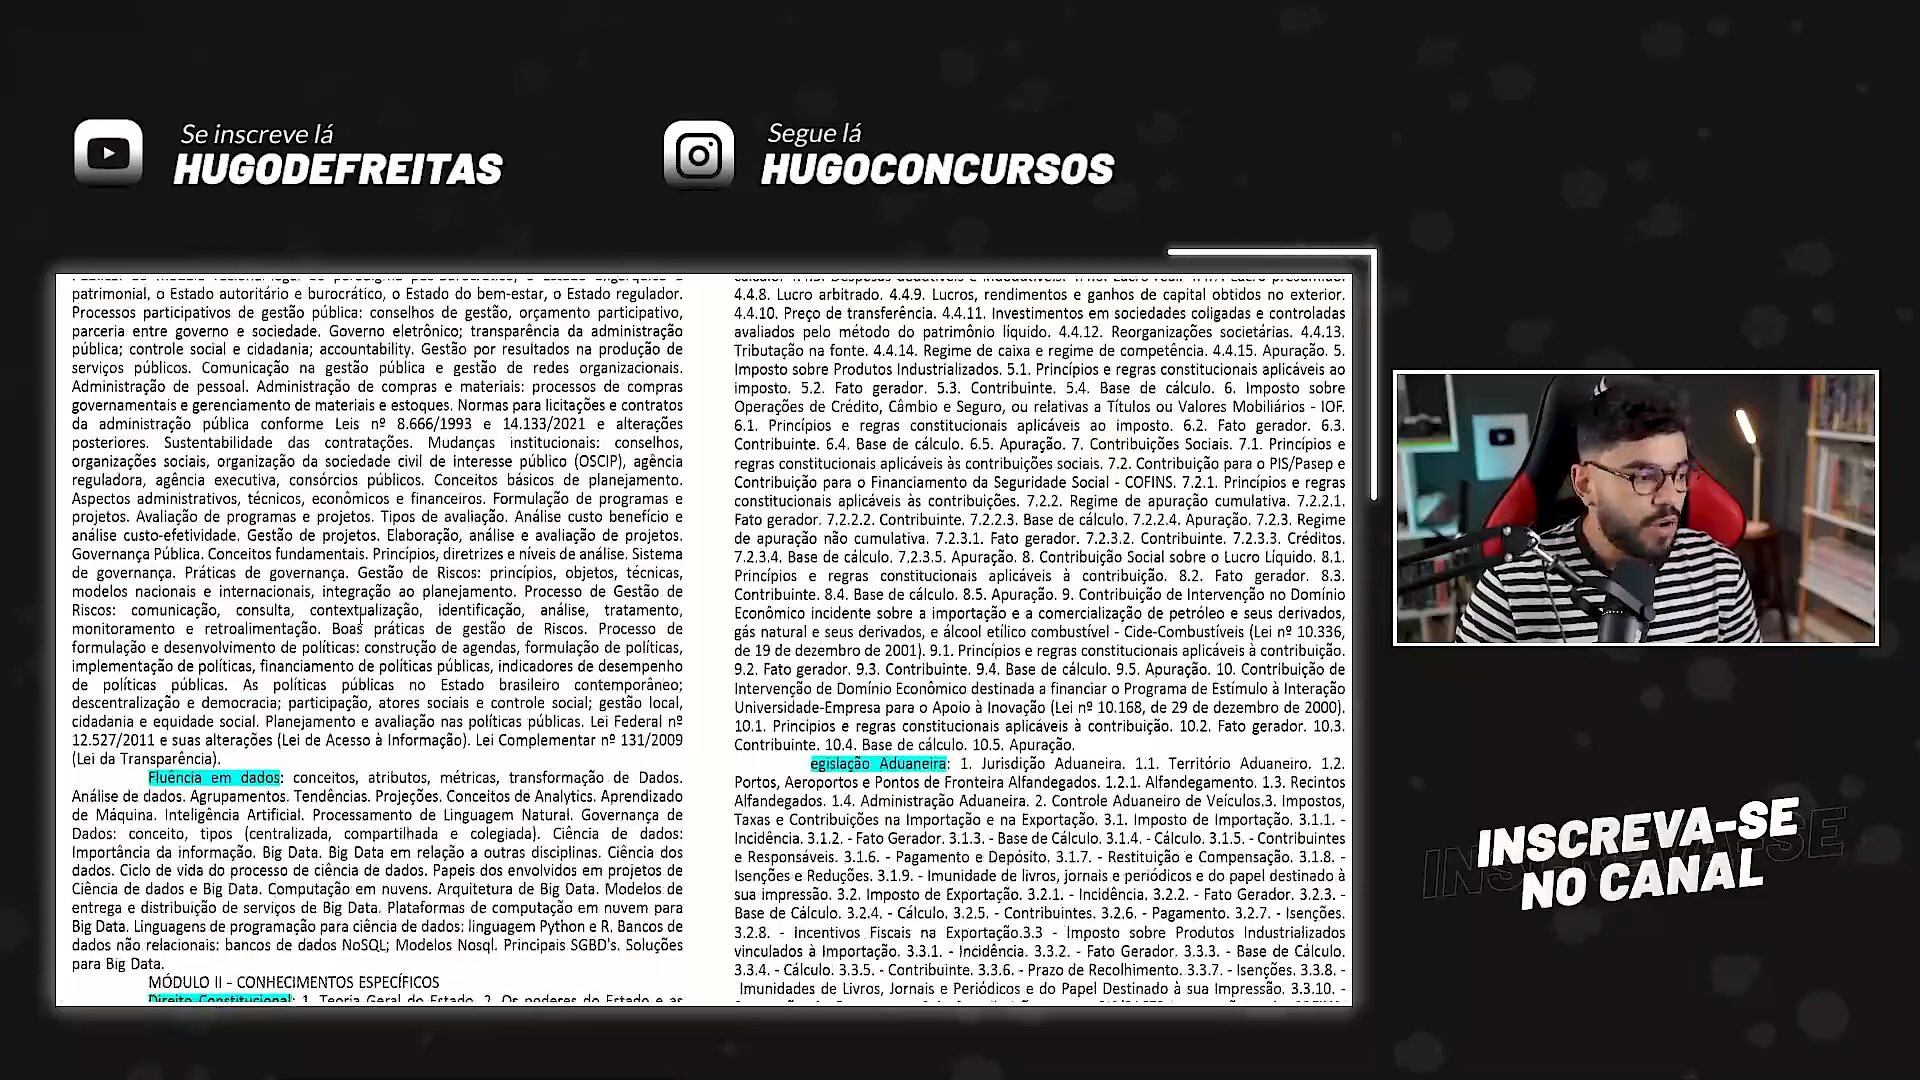 Se inscreve lá
HUGODEFREITAS
Segue lá
HUGOCONCURSOS
patrimonial, o Estado autoritário e burocrático, o Estado do bem-estar, o Estado regulador.
Processos participativos de gestão pública: conselhos de gestão, orçamento participativo,
parceria entre governo e sociedade. Governo eletrônico; transparência da administração
pública; controle social e cidadania; accountability. Gestão por resultados na produção de
serviços públicos. Comunicação na gestão pública e gestão de redes organizacionais.
Administração de pessoal. Administração de compras e materiais: processos de compras
governamentais e gerenciamento de materiais e estoques. Normas para licitações e contratos
da administração pública conforme Leis nº 8.666/1993 e 14.133/2021 e alterações
posteriores. Sustentabilidade das contratações. Mudanças institucionais: conselhos,
organizações sociais, organização da sociedade civil de interesse público (OSCIP), agência
reguladora, agência executiva, consórcios públicos. Conceitos básicos de planejamento.
Aspectos administrativos, técnicos, econômicos e financeiros. Formulação de programas e
projetos. Avaliação de programas e projetos. Tipos de avaliação. Análise custo benefício e
análise custo-efetividade. Gestão de projetos. Elaboração, análise e avaliação de projetos.
Governança Pública. Conceitos fundamentais. Princípios, diretrizes e níveis de análise. Sistema
de governança. Práticas de governança. Gestão de Riscos: princípios, objetos, técnicas,
modelos nacionais e internacionais, integração ao planejamento. Processo de Gestão de
Riscos: comunicação, consulta, contextualização, identificação, análise, tratamento,
monitoramento e retroalimentação. Boas práticas de gestão de Riscos. Processo de
formulação e desenvolvimento de políticas: construção de agendas, formulação de políticas,
implementação de políticas, financiamento de políticas públicas, indicadores de desempenho
de políticas públicas. As políticas públicas no Estado brasileiro contemporâneo;
descentralização e democracia; participação, atores sociais e controle social; gestão local,
cidadania e equidade social. Planejamento e avaliação nas políticas públicas. Lei Federal nº
12.527/2011 e suas alterações (Lei de Acesso à Informação). Lei Complementar nº 131/2009
(Lei da Transparência).
Fluência em dados: conceitos, atributos, métricas, transformação de Dados.
Análise de dados. Agrupamentos. Tendências. Projeções. Conceitos de Analytics. Aprendizado
de Máquina. Inteligência Artificial. Processamento de Linguagem Natural. Governança de
Dados: conceito, tipos (centralizada, compartilhada e colegiada). Ciência de dados:
Importância da informação. Big Data. Big Data em relação a outras disciplinas. Ciência dos
dados. Ciclo de vida do processo de ciência de dados. Papeis dos envolvidos em projetos de
Ciência de dados e Big Data. Computação em nuvens. Arquitetura de Big Data. Modelos de
entrega e distribuição de serviços de Big Data. Plataformas de computação em nuvem para
Big Data. Linguagens de programação para ciência de dados: linguagem Python e R. Bancos de
dados não relacionais: bancos de dados NoSQL; Modelos Nosql. Principais SGBD's. Soluções
para Big Data.
MÓDULO II - CONHECIMENTOS ESPECÍFICOS
Direito Constitucional: 1. Teoria Geral do Estado. 2. Os poderes do Estado e as
4.4.8. Lucro arbitrado. 4.4.9. Lucros, rendimentos e ganhos de capital obtidos no exterior.
4.4.10. Preço de transferência. 4.4.11. Investimentos em sociedades coligadas e controladas
avaliados pelo método do patrimônio líquido. 4.4.12. Reorganizações societárias. 4.4.13.
Tributação na fonte. 4.4.14. Regime de caixa e regime de competência. 4.4.15. Apuração. 5.
Imposto sobre Produtos Industrializados. 5.1. Princípios e regras constitucionais aplicáveis ao
imposto. 5.2. Fato gerador. 5.3. Contribuinte. 5.4. Base de cálculo. 6. Imposto sobre
Operações de Crédito, Câmbio e Seguro, ou relativas a Títulos ou Valores Mobiliários - IOF.
6.1. Princípios e regras constitucionais aplicáveis ao imposto. 6.2. Fato gerador. 6.3.
Contribuinte. 6.4. Base de cálculo. 6.5. Apuração. 7. Contribuições Sociais. 7.1. Princípios e
regras constitucionais aplicáveis às contribuições sociais. 7.2. Contribuição para o PIS/Pasep e
Contribuição para o Financiamento da Seguridade Social - COFINS. 7.2.1. Princípios e regras
constitucionais aplicáveis às contribuições. 7.2.2. Regime de apuração cumulativa. 7.2.2.1.
Fato gerador. 7.2.2.2. Contribuinte. 7.2.2.3. Base de cálculo. 7.2.2.4. Apuração. 7.2.3. Regime
de apuração não cumulativa. 7.2.3.1. Fato gerador. 7.2.3.2. Contribuinte. 7.2.3.3. Créditos.
7.2.3.4. Base de cálculo. 7.2.3.5. Apuração. 8. Contribuição Social sobre o Lucro Líquido. 8.1.
Princípios e regras constitucionais aplicáveis à contribuição. 8.2. Fato gerador. 8.3.
Contribuinte. 8.4. Base de cálculo. 8.5. Apuração. 9. Contribuição de Intervenção no Domínio
Econômico incidente sobre a importação e a comercialização de petróleo e seus derivados,
gás natural e seus derivados, e álcool etílico combustível - Cide-Combustíveis (Lei nº 10.336,
de 19 de dezembro de 2001). 9.1. Princípios e regras constitucionais aplicáveis à contribuição.
9.2. Fato gerador. 9.3. Contribuinte. 9.4. Base de cálculo. 9.5. Apuração. 10. Contribuição de
Intervenção de Domínio Econômico destinada a financiar o Programa de Estímulo à Interação
Universidade-Empresa para o Apoio à Inovação (Lei nº 10.168, de 29 de dezembro de 2000).
10.1. Principios e regras constitucionais aplicáveis à contribuição. 10.2. Fato gerador. 10.3.
Contribuinte. 10.4. Base de cálculo. 10.5. Apuração.
egislação Aduaneira: 1. Jurisdição Aduaneira. 1.1. Território Aduaneiro. 1.2.
Portos, Aeroportos e Pontos de Fronteira Alfandegados. 1.2.1. Alfandegamento. 1.3. Recintos
Alfandegados. 1.4. Administração Aduaneira. 2. Controle Aduaneiro de Veículos.3. Impostos,
Taxas e Contribuições na Importação e na Exportação. 3.1. Imposto de Importação. 3.1.1. -
Incidência. 3.1.2. - Fato Gerador. 3.1.3. - Base de Cálculo. 3.1.4. - Cálculo. 3.1.5. - Contribuintes
e Responsáveis. 3.1.6. - Pagamento e Depósito. 3.1.7. - Restituição e Compensação. 3.1.8. -
Isenções e Reduções. 3.1.9. - Imunidade de livros, jornais e periódicos e do papel destinado à
sua impressão. 3.2. Imposto de Exportação. 3.2.1. - Incidência. 3.2.2. - Fato Gerador. 3.2.3. -
Base de Cálculo. 3.2.4. - Cálculo. 3.2.5. - Contribuintes. 3.2.6. - Pagamento. 3.2.7. - Isenções.
3.2.8. - Incentivos Fiscais na Exportação.3.3 - Imposto sobre Produtos Industrializados
vinculados à Importação. 3.3.1. - Incidência. 3.3.2. - Fato Gerador. 3.3.3. - Base de Cálculo.
3.3.4. - Cálculo. 3.3.5. - Contribuinte. 3.3.6. - Prazo de Recolhimento. 3.3.7. - Isenções. 3.3.8. -
Imunidades de Livros, Jornais e Periódicos e do Papel Destinado à sua Impressão. 3.3.10. -
INSCREVA-SE
NO CANAL